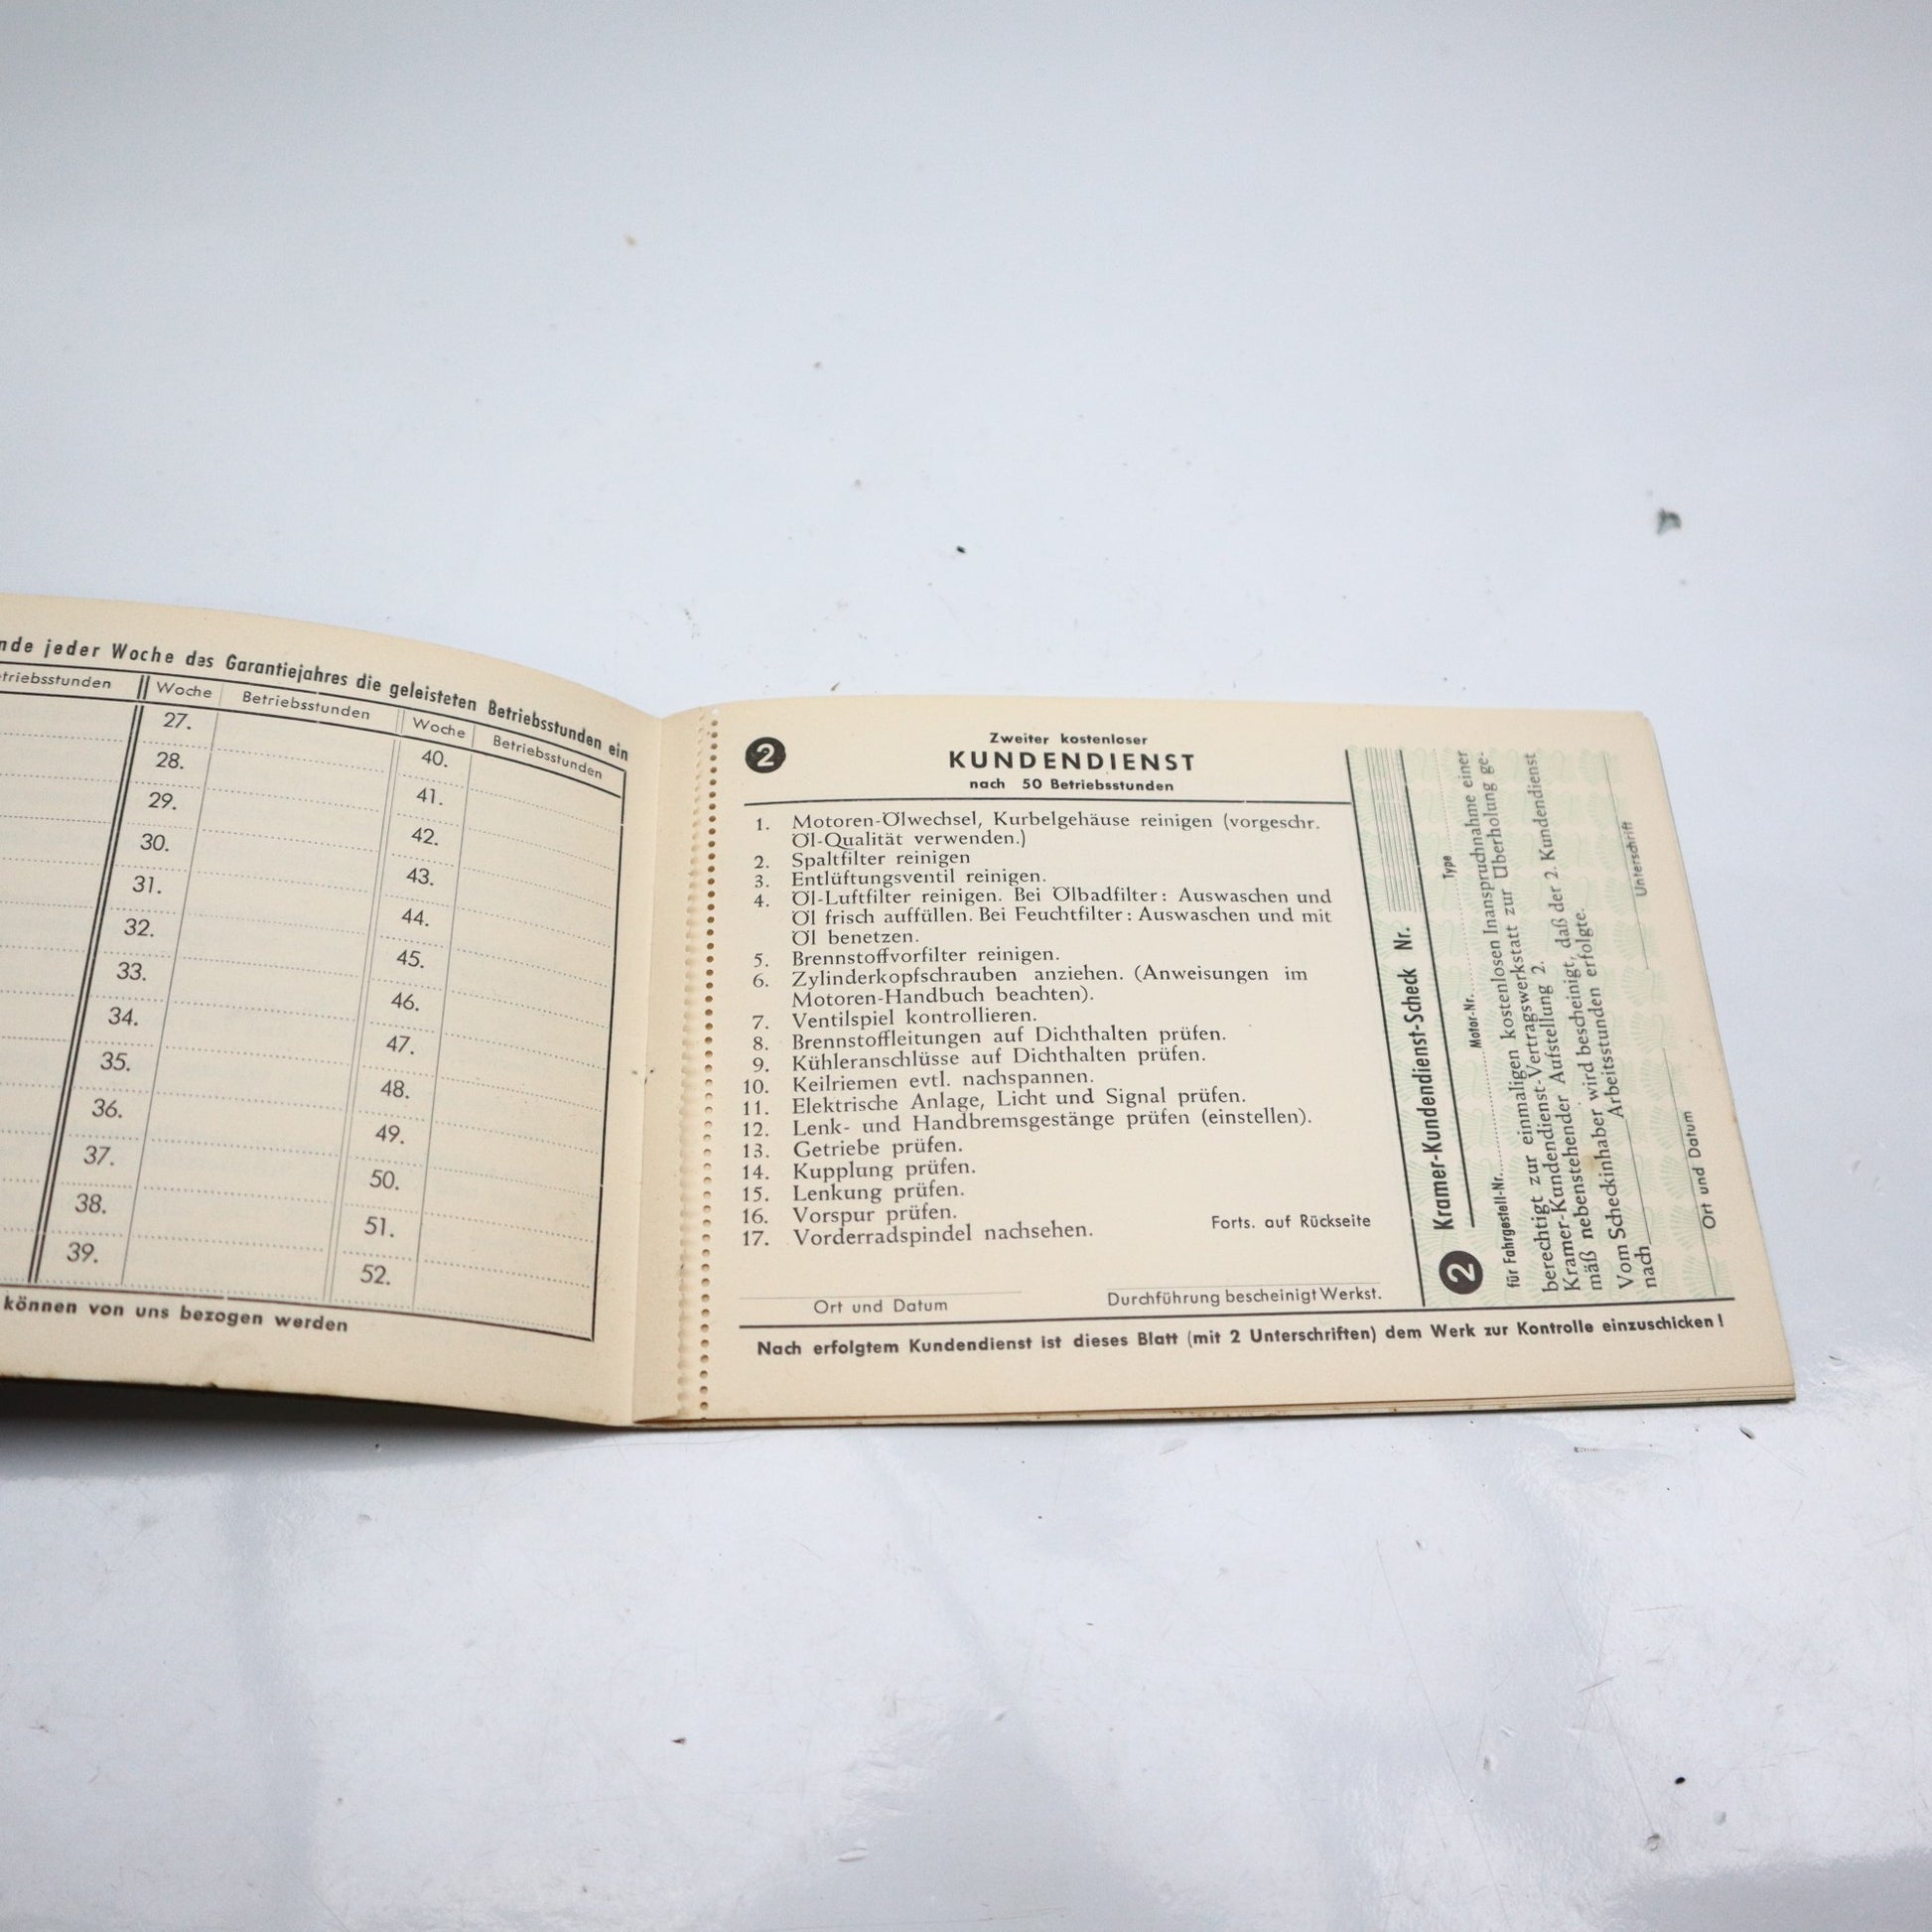 jeder Woche des Garantiejahres die geleisteten Betriebsstunden ein
Woche Betriebsstunden Woche Betriebsstunden
27. 40.
28. 41.
29. 42.
30. 43.
31. 44.
32. 45.
33. 46.
34. 47.
35. 48.
36. 49.
37. 50.
38. 51.
39. 52.
können von uns bezogen werden
2
Zweiter kostenloser
KUNDENDIENST
nach 50 Betriebsstunden
1. Motoren-Ölwechsel, Kurbelgehäuse reinigen (vorgeschr.
Öl-Qualität verwenden.)
2. Spaltfilter reinigen
3. Entlüftungsventil reinigen.
4. Öl-Luftfilter reinigen. Bei Ölbadfilter: Auswaschen und
Öl frisch auffüllen. Bei Feuchtfilter: Auswaschen und mit
Öl benetzen.
5. Brennstoffvorfilter reinigen.
6. Zylinderkopfschrauben anziehen. (Anweisungen im
Motoren-Handbuch beachten).
7. Ventilspiel kontrollieren.
8. Brennstoffleitungen auf Dichthalten prüfen.
9. Kühleranschlüsse auf Dichthalten prüfen.
10. Keilriemen evtl. nachspannen.
11. Elektrische Anlage, Licht und Signal prüfen.
12. Lenk- und Handbremsgestänge prüfen (einstellen).
13. Getriebe prüfen.
14. Kupplung prüfen.
15. Lenkung prüfen.
16. Vorspur prüfen.
17. Vorderradspindel nachsehen.
Forts. auf Rückseite
Ort und Datum Durchführung bescheinigt Werkst.
Nach erfolgtem Kundendienst ist dieses Blatt (mit 2 Unterschriften) dem Werk zur Kontrolle einzuschicken!
2 Kramer-Kundendienst-Scheck Nr.
für Fahrgestell-Nr. Motor-Nr. Type
berechtigt zur einmaligen kostenlosen Inanspruchnahme einer
Kramer-Kundendienst-Vertragswerkstatt zur Überholung ge-
mäß nebenstehender Aufstellung 2.
Vom Scheckinhaber wird bescheinigt, daß der 2. Kundendienst
nach Arbeitsstunden erfolgte.
Ort und Datum Unterschrift